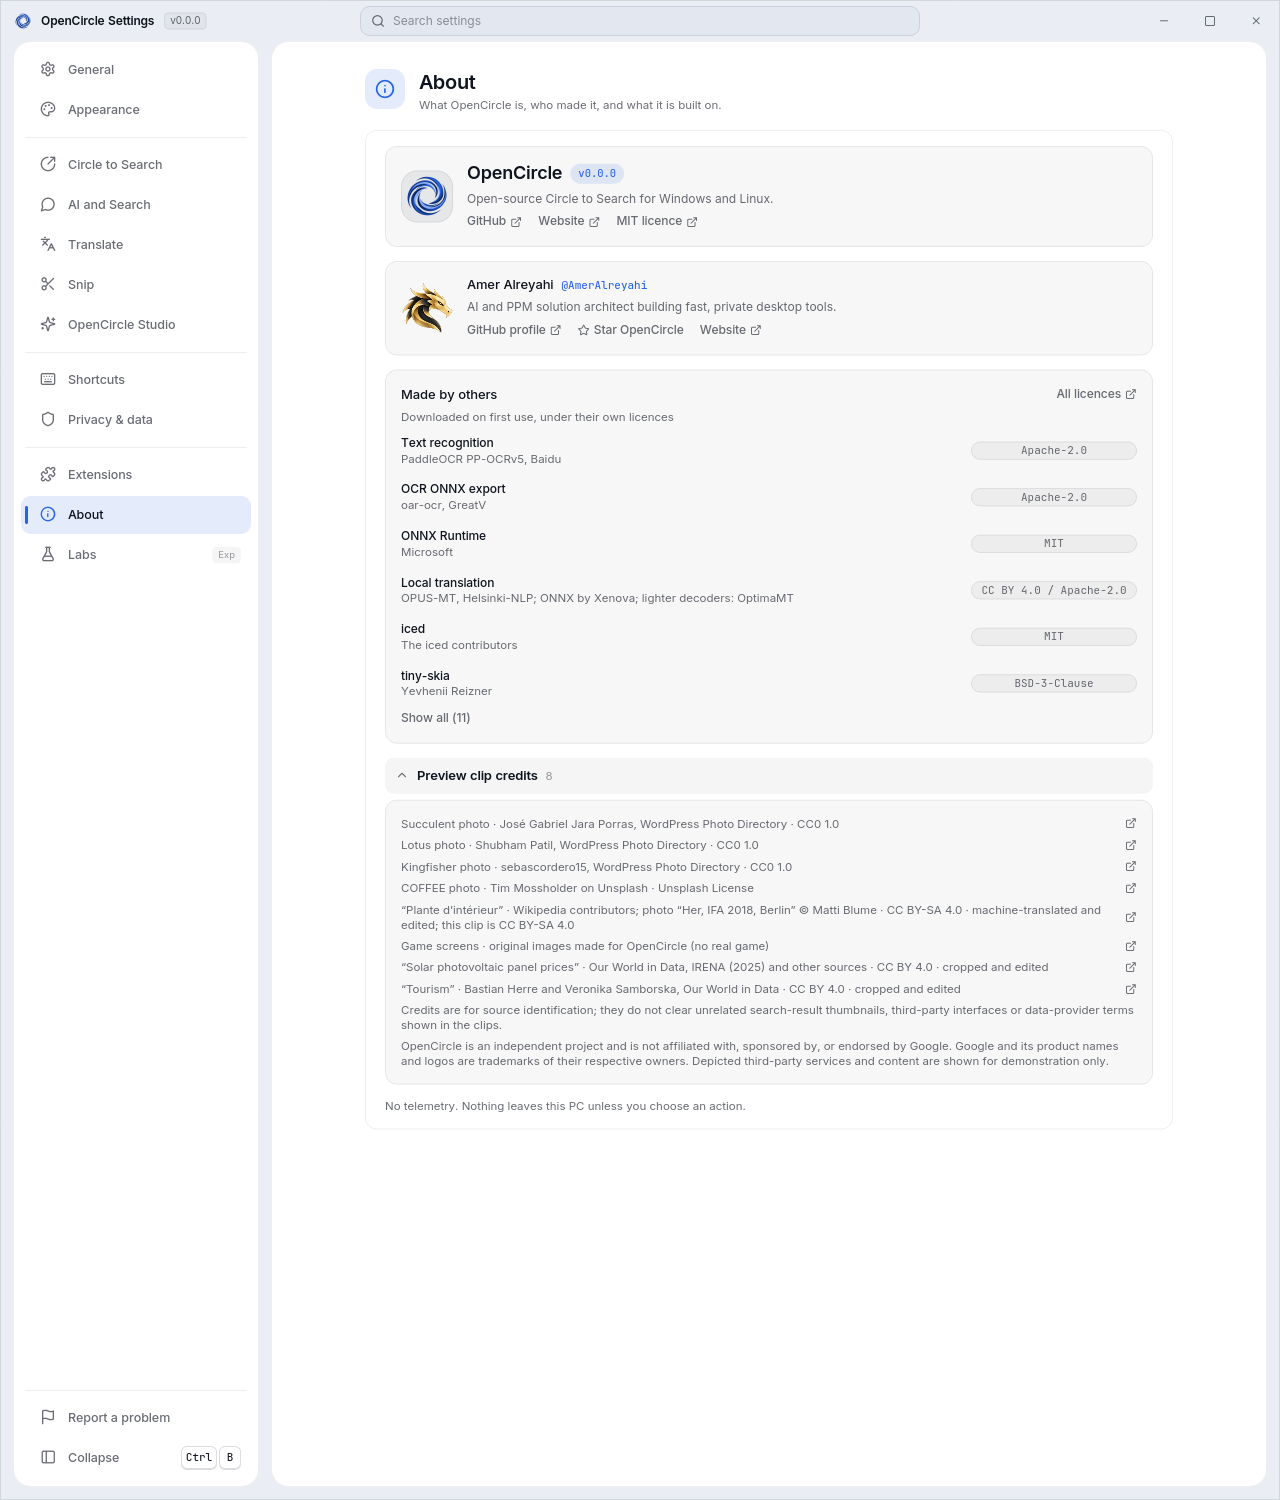 OpenCircle Settings v0.0.0
Search settings
General
Appearance
Circle to Search
AI and Search
Translate
Snip
OpenCircle Studio
Shortcuts
Privacy & data
Extensions
About
Labs Exp
Report a problem
Collapse Ctrl B
About
What OpenCircle is, who made it, and what it is built on.
OpenCircle v0.0.0
Open-source Circle to Search for Windows and Linux.
GitHub Website MIT licence
Amer Alreyahi @AmerAlreyahi
AI and PPM solution architect building fast, private desktop tools.
GitHub profile Star OpenCircle Website
Made by others All licences
Downloaded on first use, under their own licences
Text recognition
PaddleOCR PP-OCRv5, Baidu
Apache-2.0
OCR ONNX export
oar-ocr, GreatV
Apache-2.0
ONNX Runtime
Microsoft
MIT
Local translation
OPUS-MT, Helsinki-NLP; ONNX by Xenova; lighter decoders: OptimaMT
CC BY 4.0 / Apache-2.0
iced
The iced contributors
MIT
tiny-skia
Yevhenii Reizner
BSD-3-Clause
Show all (11)
Preview clip credits 8
Succulent photo · José Gabriel Jara Porras, WordPress Photo Directory · CC0 1.0
Lotus photo · Shubham Patil, WordPress Photo Directory · CC0 1.0
Kingfisher photo · sebascordero15, WordPress Photo Directory · CC0 1.0
COFFEE photo · Tim Mossholder on Unsplash · Unsplash License
“Plante d’intérieur” · Wikipedia contributors; photo “Her, IFA 2018, Berlin” © Matti Blume · CC BY-SA 4.0 · machine-translated and
edited; this clip is CC BY-SA 4.0
Game screens · original images made for OpenCircle (no real game)
“Solar photovoltaic panel prices” · Our World in Data, IRENA (2025) and other sources · CC BY 4.0 · cropped and edited
“Tourism” · Bastian Herre and Veronika Samborska, Our World in Data · CC BY 4.0 · cropped and edited
Credits are for source identification; they do not clear unrelated search-result thumbnails, third-party interfaces or data-provider terms
shown in the clips.
OpenCircle is an independent project and is not affiliated with, sponsored by, or endorsed by Google. Google and its product names
and logos are trademarks of their respective owners. Depicted third-party services and content are shown for demonstration only.
No telemetry. Nothing leaves this PC unless you choose an action.